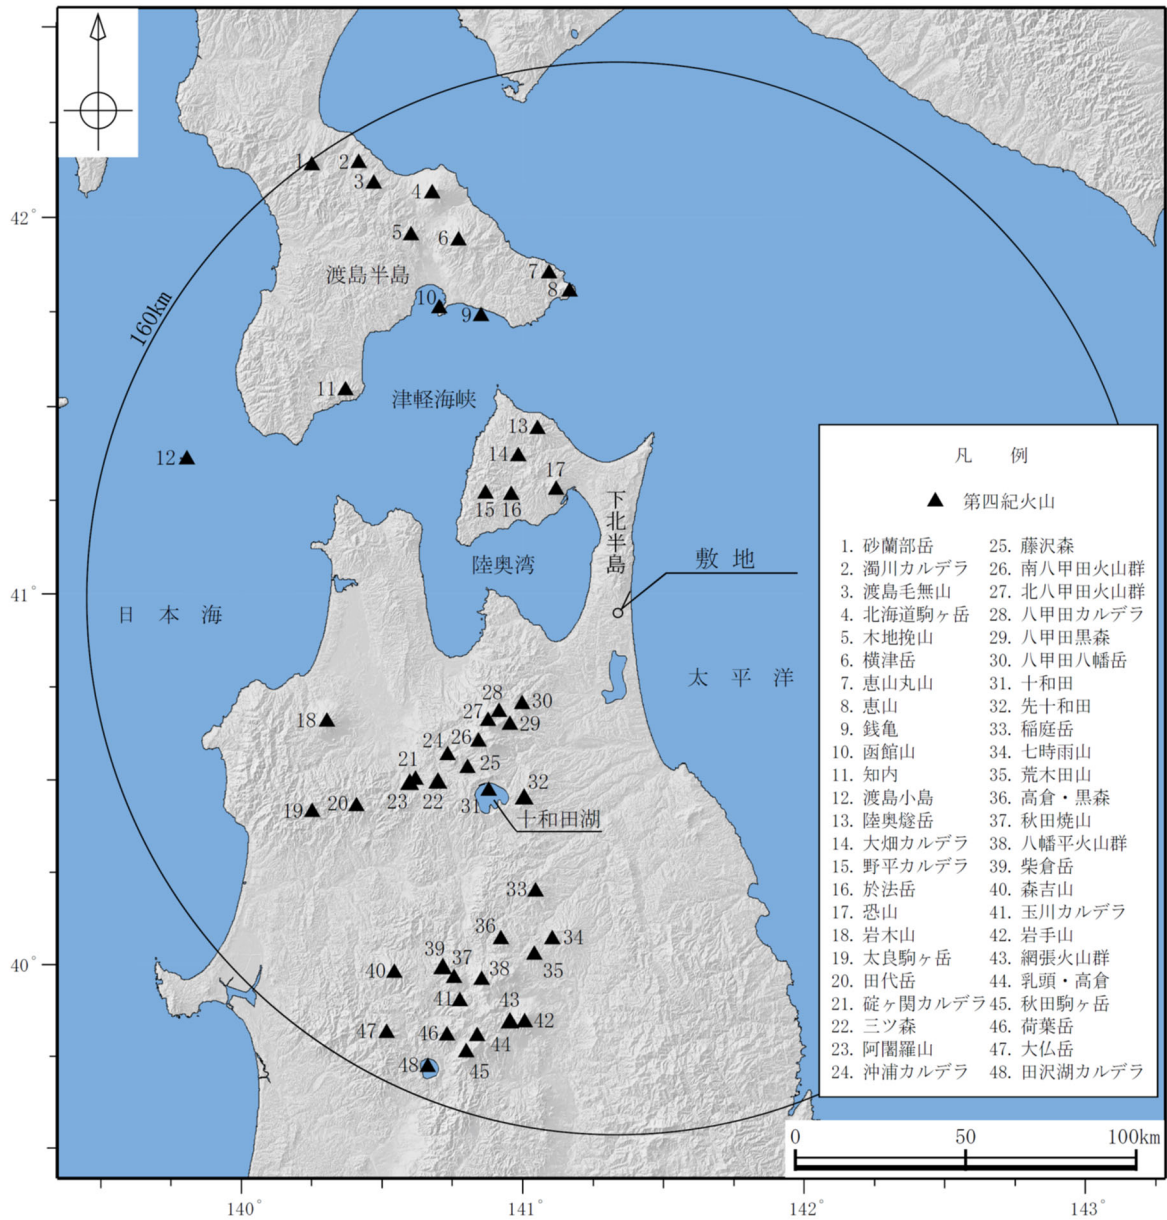 1
2
3
4
42°
5
6
渡島半島
7
8
10
9
160km
11
津軽海峡
12
13
14
17
15
16
下北半島
陸奥湾
敷地
41°
日本海
太平洋
28
30
27
29
18
26
24
25
21
23
22
32
31
19
20
十和田湖
33
36
34
39
37
35
40°
40
38
41
43
42
47
46
44
45
48
凡例
▲ 第四紀火山
1. 砂蘭部岳
2. 濁川カルデラ
3. 渡島毛無山
4. 北海道駒ヶ岳
5. 木地挽山
6. 横津岳
7. 恵山丸山
8. 恵山
9. 銭亀
10. 函館山
11. 知内
12. 渡島小島
13. 陸奥燧岳
14. 大畑カルデラ
15. 野平カルデラ
16. 於法岳
17. 恐山
18. 岩木山
19. 太良駒ヶ岳
20. 田代岳
21. 碇ヶ関カルデラ
22. 三ツ森
23. 阿闍羅山
24. 沖浦カルデラ
25. 藤沢森
26. 南八甲田火山群
27. 北八甲田火山群
28. 八甲田カルデラ
29. 八甲田黒森
30. 八甲田八幡岳
31. 十和田
32. 先十和田
33. 稲庭岳
34. 七時雨山
35. 荒木田山
36. 高倉・黒森
37. 秋田焼山
38. 八幡平火山群
39. 柴倉岳
40. 森吉山
41. 玉川カルデラ
42. 岩手山
43. 網張火山群
44. 乳頭・高倉
45. 秋田駒ヶ岳
46. 荷葉岳
47. 大仏岳
48. 田沢湖カルデラ
0 50 100km
140° 141° 142° 143°